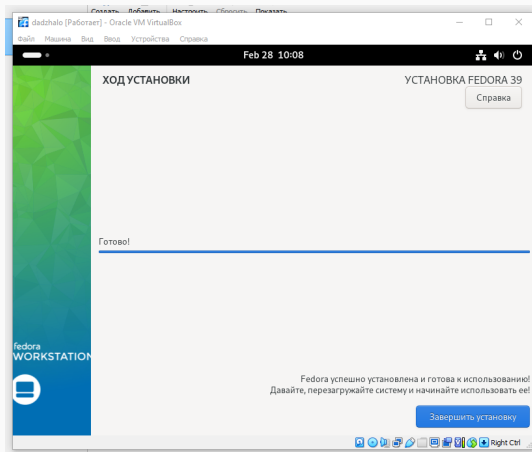 Создать Добавить Настроить Сбросить Показать
dadzhalo [Работает] - Oracle VM VirtualBox
Файл Машина Вид Ввод Устройства Справка
Feb 28 10:08
ХОД УСТАНОВКИ
УСТАНОВКА FEDORA 39
Справка
Готово!
fedora
WORKSTATION
Fedora успешно установлена и готова к использованию!
Давайте, перезагружайте систему и начинайте использовать ее!
Завершить установку
Right Ctrl